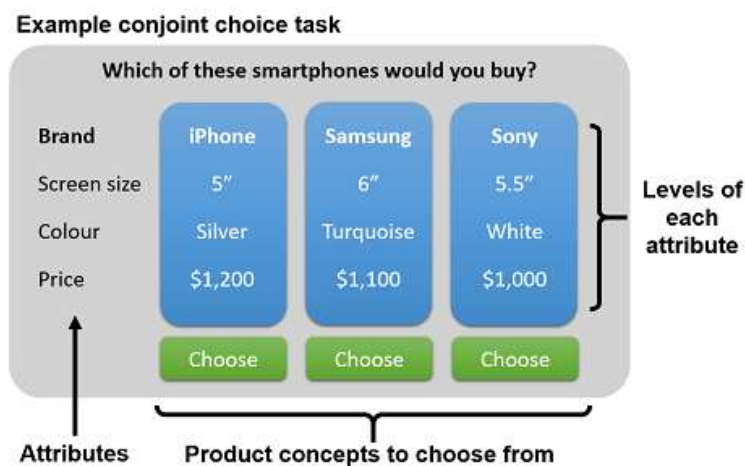 Example conjoint choice task
Which of these smartphones would you buy?
Brand iPhone Samsung Sony
Screen size 5″ 6″ 5.5″
Colour Silver Turquoise White
Price $1,200 $1,100 $1,000
Choose Choose Choose
Levels of
each
attribute
Attributes Product concepts to choose from